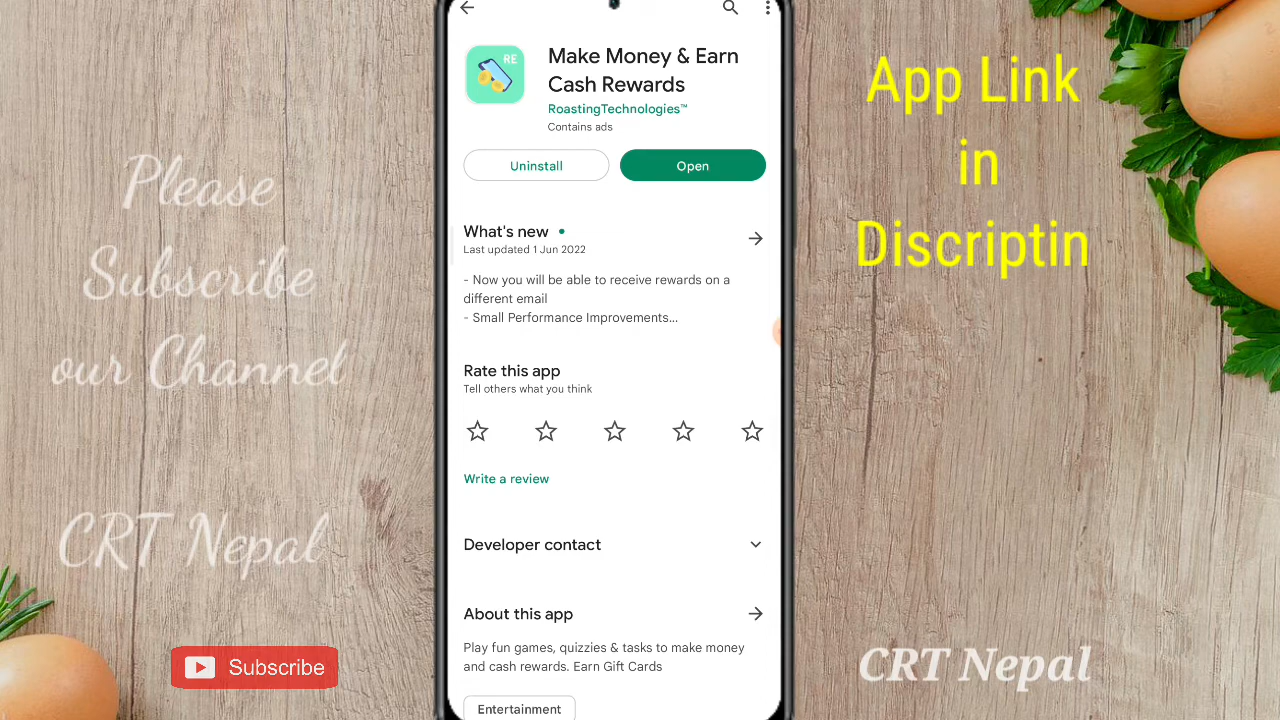 Please
Subscribe
our Channel
CRT Nepal
Subscribe
RE
Make Money & Earn
Cash Rewards
RoastingTechnologies™
Contains ads
Uninstall
Open
What's new
Last updated 1 Jun 2022
- Now you will be able to receive rewards on a
different email
- Small Performance Improvements...
Rate this app
Tell others what you think
Write a review
Developer contact
About this app
Play fun games, quizzies & tasks to make money
and cash rewards. Earn Gift Cards
Entertainment
App Link
in
Discriptin
CRT Nepal